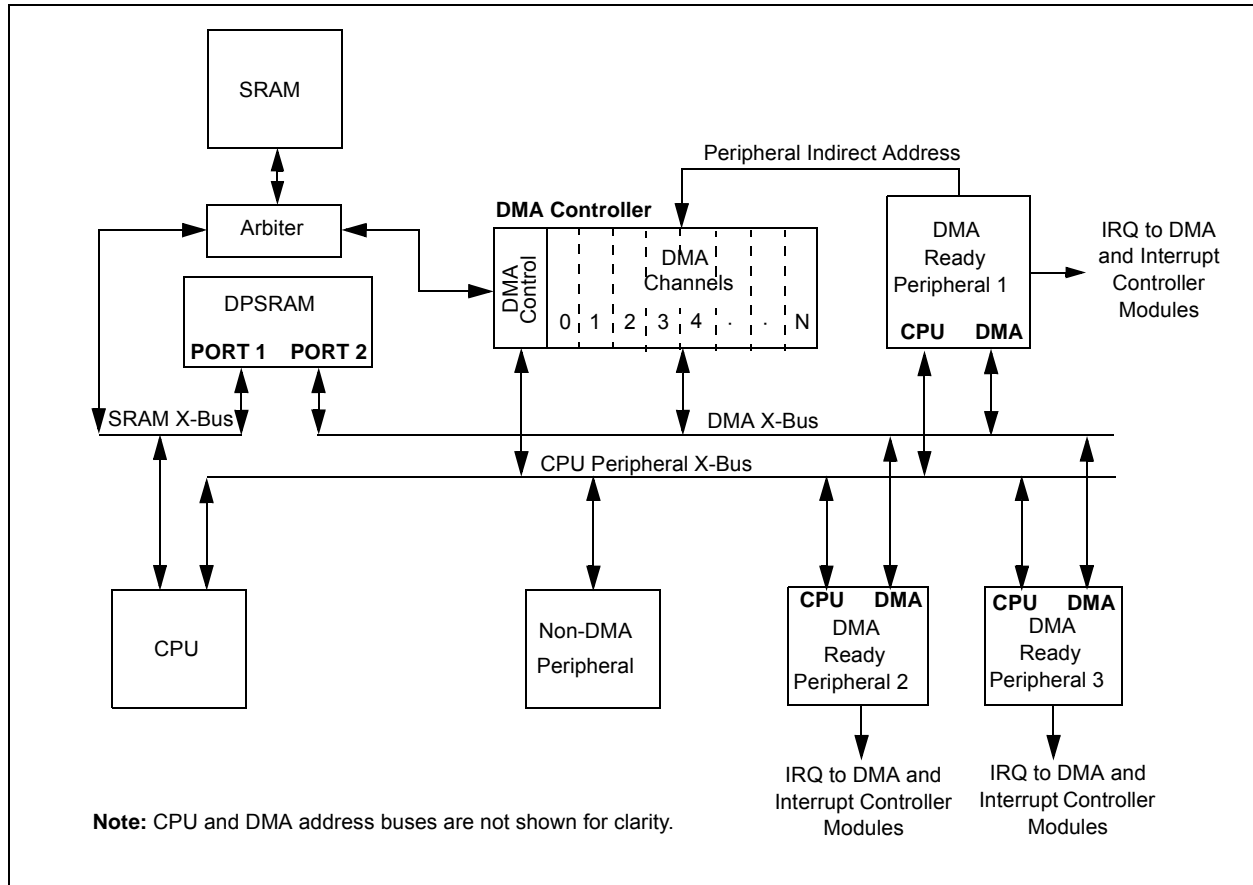 SRAM
Peripheral Indirect Address
Arbiter
DMA Controller
DMA
Control
DMA
Channels
0 1 2 3 4 . . N
DMA
Ready
Peripheral 1
CPU DMA
IRQ to DMA
and Interrupt
Controller
Modules
DPSRAM
PORT 1 PORT 2
SRAM X-Bus
DMA X-Bus
CPU Peripheral X-Bus
CPU
Non-DMA
Peripheral
CPU DMA
DMA
Ready
Peripheral 2
CPU DMA
DMA
Ready
Peripheral 3
IRQ to DMA and
Interrupt Controller
Modules
IRQ to DMA and
Interrupt Controller
Modules
Note: CPU and DMA address buses are not shown for clarity.